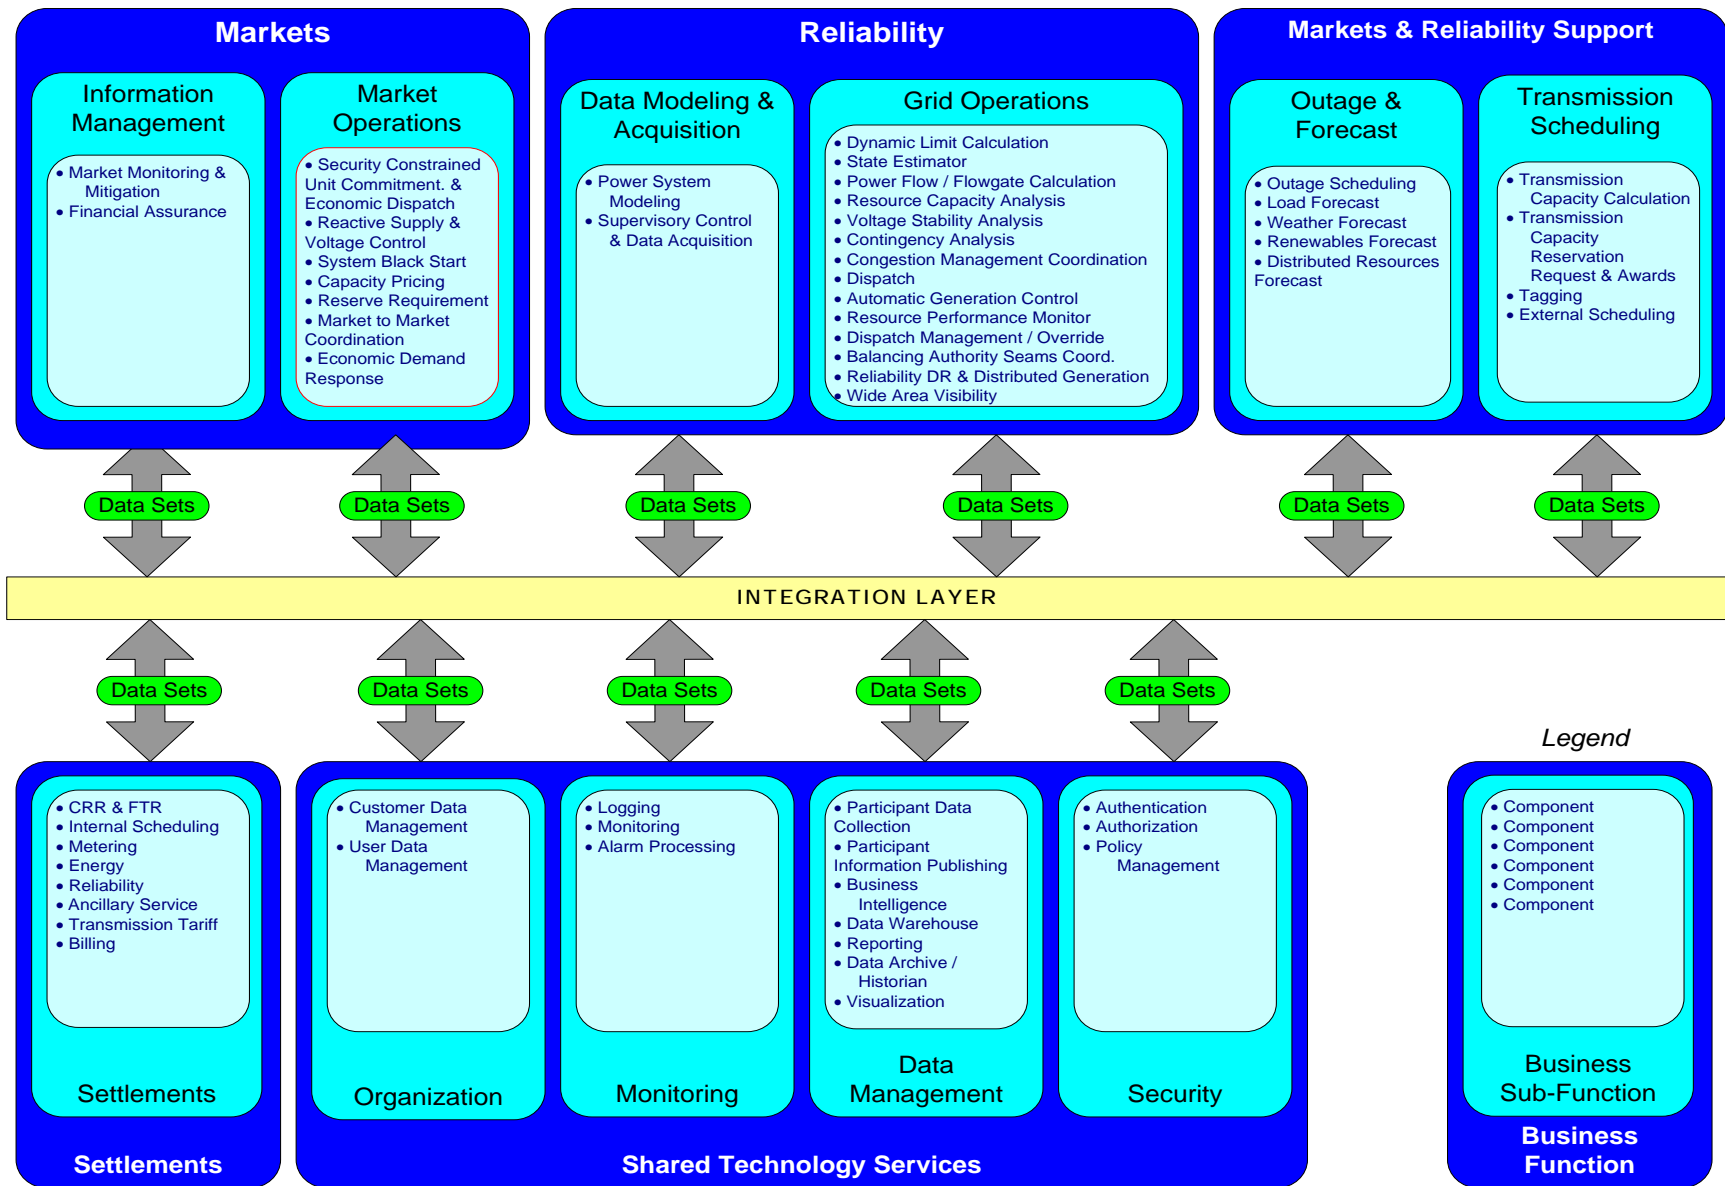 Markets
Information
Management
• Market Monitoring &
Mitigation
• Financial Assurance
Market
Operations
• Security Constrained
Unit Commitment. &
Economic Dispatch
• Reactive Supply &
Voltage Control
• System Black Start
• Capacity Pricing
• Reserve Requirement
• Market to Market
Coordination
• Economic Demand
Response
Reliability
Data Modeling &
Acquisition
• Power System
Modeling
• Supervisory Control
& Data Acquisition
Grid Operations
• Dynamic Limit Calculation
• State Estimator
• Power Flow / Flowgate Calculation
• Resource Capacity Analysis
• Voltage Stability Analysis
• Contingency Analysis
• Congestion Management Coordination
• Dispatch
• Automatic Generation Control
• Resource Performance Monitor
• Dispatch Management / Override
• Balancing Authority Seams Coord.
• Reliability DR & Distributed Generation
• Wide Area Visibility
Markets & Reliability Support
Outage &
Forecast
• Outage Scheduling
• Load Forecast
• Weather Forecast
• Renewables Forecast
• Distributed Resources
Forecast
Transmission
Scheduling
• Transmission
Capacity Calculation
• Transmission
Capacity
Reservation
Request & Awards
• Tagging
• External Scheduling
Data Sets
Data Sets
Data Sets
Data Sets
Data Sets
Data Sets
INTEGRATION LAYER
Data Sets
Data Sets
Data Sets
Data Sets
Data Sets
• CRR & FTR
• Internal Scheduling
• Metering
• Energy
• Reliability
• Ancillary Service
• Transmission Tariff
• Billing
Settlements
Settlements
• Customer Data
Management
• User Data
Management
Organization
• Logging
• Monitoring
• Alarm Processing
Monitoring
• Participant Data
Collection
• Participant
Information Publishing
• Business
Intelligence
• Data Warehouse
• Reporting
• Data Archive /
Historian
• Visualization
Data
Management
• Authentication
• Authorization
• Policy
Management
Security
Shared Technology Services
Legend
• Component
• Component
• Component
• Component
• Component
• Component
Business
Sub-Function
Business
Function